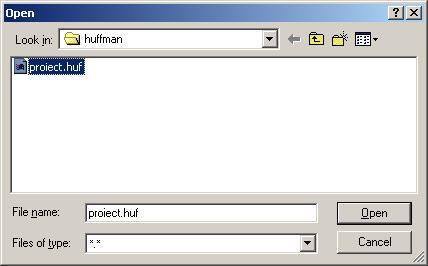 Open
Look in: huffman
proiect.huf
File name: proiect.huf Open
Files of type: *.* Cancel